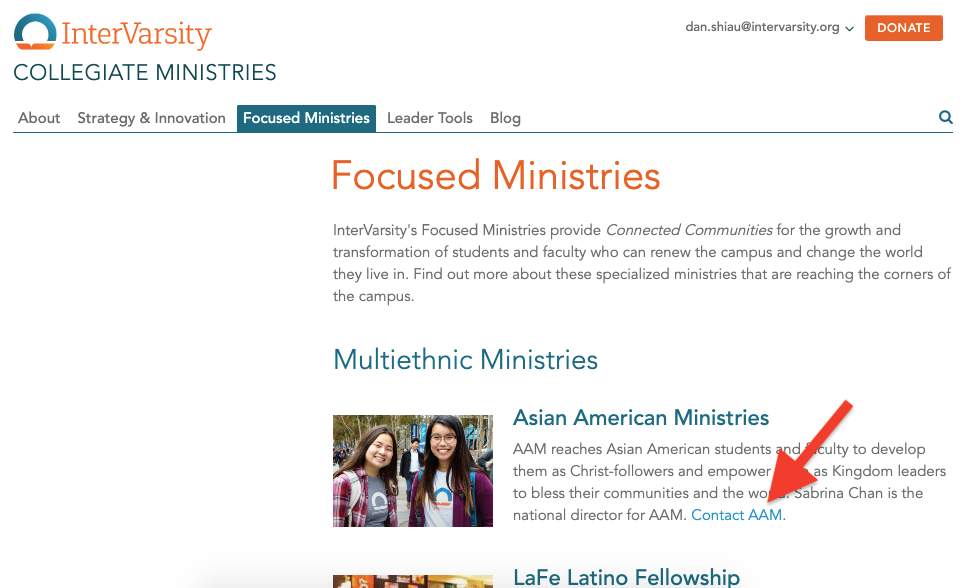 InterVarsity
dan.shiau@intervarsity.org
DONATE
COLLEGIATE MINISTRIES
About Strategy & Innovation Focused Ministries Leader Tools Blog
Focused Ministries
InterVarsity's Focused Ministries provide Connected Communities for the growth and
transformation of students and faculty who can renew the campus and change the world
they live in. Find out more about these specialized ministries that are reaching the corners of
the campus.
Multiethnic Ministries
Asian American Ministries
AAM reaches Asian American students and faculty to develop
them as Christ-followers and empower as Kingdom leaders
to bless their communities and the world. Sabrina Chan is the
national director for AAM. Contact AAM.
LaFe Latino Fellowship